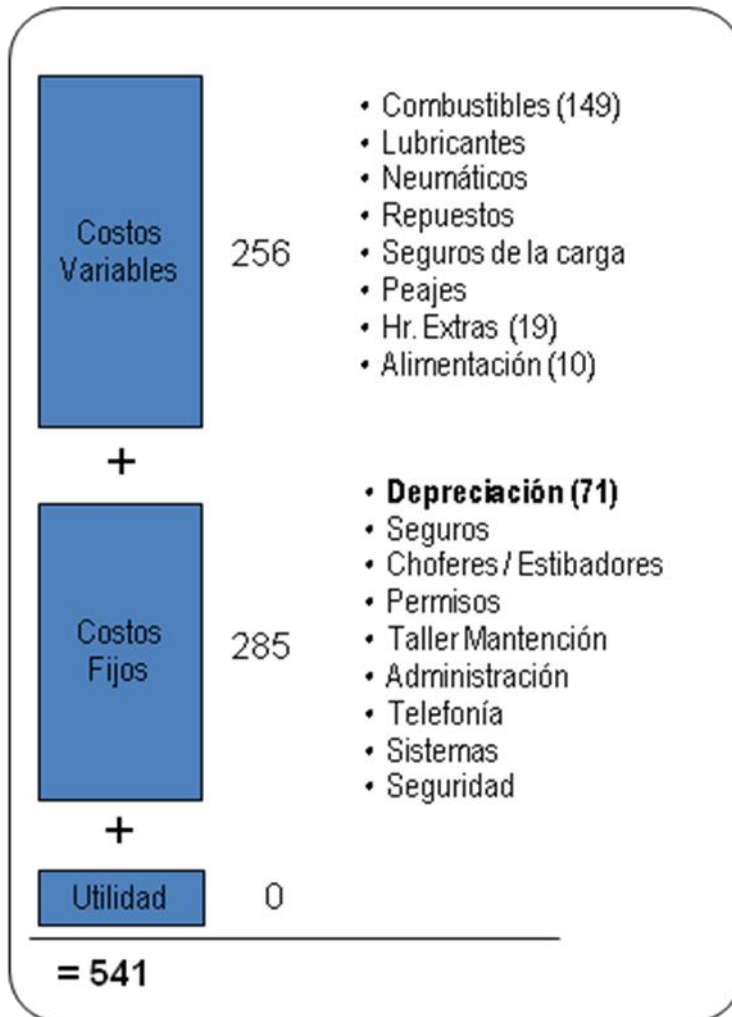 Costos
Variables
256
• Combustibles (149)
• Lubricantes
• Neumáticos
• Repuestos
• Seguros de la carga
• Peajes
• Hr. Extras (19)
• Alimentación (10)
+
Costos
Fijos
285
• Depreciación (71)
• Seguros
• Choferes / Estibadores
• Permisos
• Taller Mantención
• Administración
• Telefonía
• Sistemas
• Seguridad
+
Utilidad
0
= 541